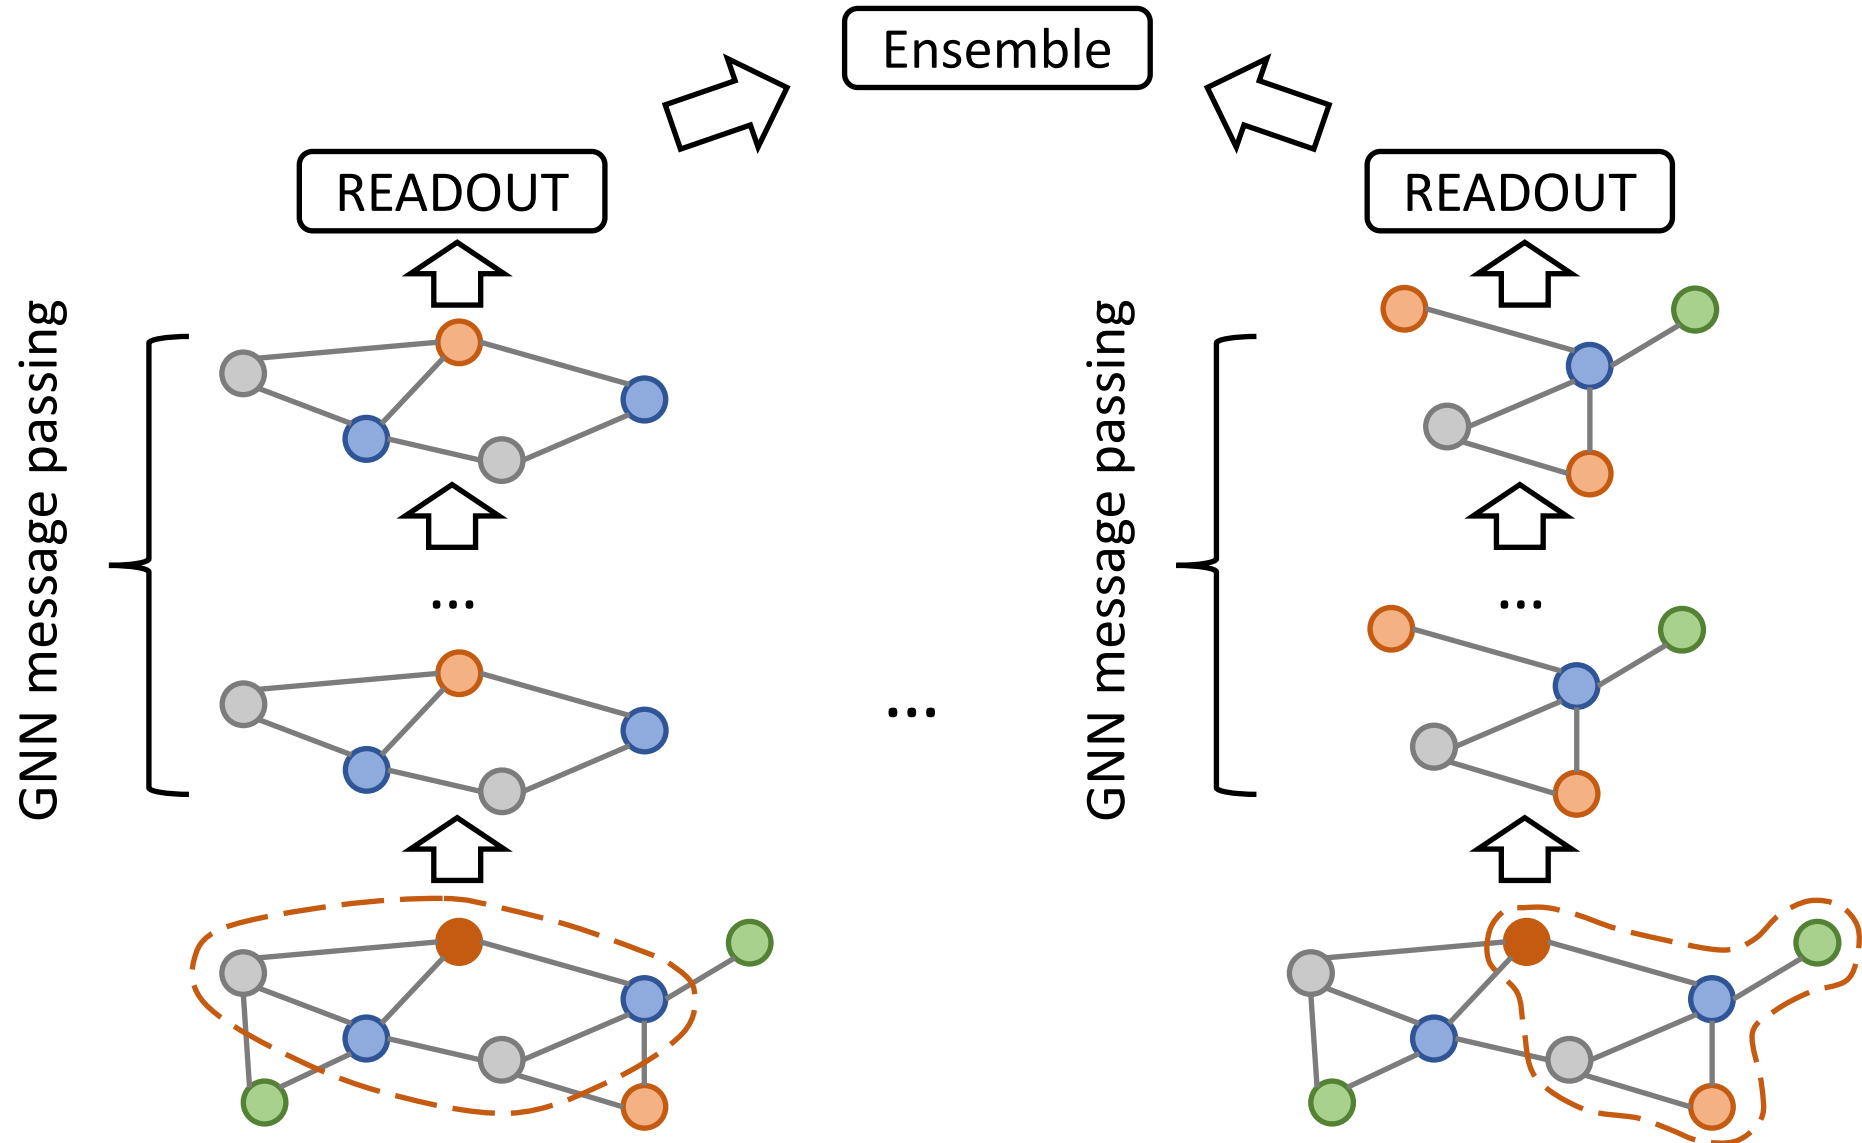 Ensemble
READOUT
READOUT
GNN message passing
GNN message passing
...
...
...